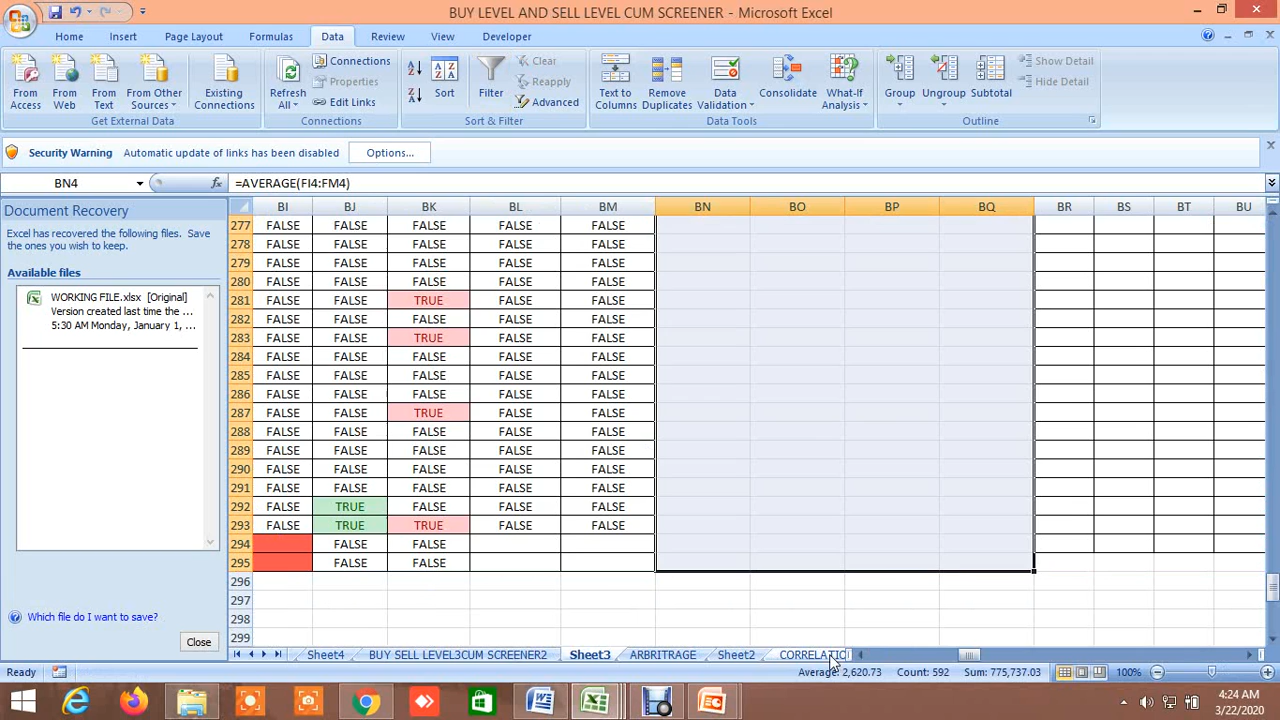 BUY LEVEL AND SELL LEVEL CUM SCREENER - Microsoft Excel
Home Insert Page Layout Formulas Data Review View Developer
From Access From Web From Text From Other Sources Existing Connections Refresh All Connections Properties Edit Links Sort Filter Clear Reapply Advanced Text to Columns Remove Duplicates Data Validation Consolidate What-If Analysis Group Ungroup Subtotal Show Detail Hide Detail
Get External Data Connections Sort & Filter Data Tools Outline
Security Warning Automatic update of links has been disabled Options...
BN4 fx =AVERAGE(FI4:FM4)
Document Recovery
Excel has recovered the following files. Save
the ones you wish to keep.
Available files
WORKING FILE.xlsx [Original]
Version created last time the ...
5:30 AM Monday, January 1, ...
Which file do I want to save?
Close
BI BJ BK BL BM BN BO BP BQ BR BS BT BU
277 FALSE FALSE FALSE FALSE FALSE
278 FALSE FALSE FALSE FALSE FALSE
279 FALSE FALSE FALSE FALSE FALSE
280 FALSE FALSE FALSE FALSE FALSE
281 FALSE FALSE TRUE FALSE FALSE
282 FALSE FALSE FALSE FALSE FALSE
283 FALSE FALSE TRUE FALSE FALSE
284 FALSE FALSE FALSE FALSE FALSE
285 FALSE FALSE FALSE FALSE FALSE
286 FALSE FALSE FALSE FALSE FALSE
287 FALSE FALSE TRUE FALSE FALSE
288 FALSE FALSE FALSE FALSE FALSE
289 FALSE FALSE FALSE FALSE FALSE
290 FALSE FALSE FALSE FALSE FALSE
291 FALSE FALSE FALSE FALSE FALSE
292 FALSE TRUE FALSE FALSE FALSE
293 FALSE TRUE TRUE FALSE FALSE
294 FALSE FALSE
295 FALSE FALSE
296
297
298
299
Sheet4 BUY SELL LEVEL3CUM SCREENER2 Sheet3 ARBRITRAGE Sheet2 CORRELATIO
Ready Average: 2,620.73 Count: 592 Sum: 775,737.03 100%
4:24 AM
3/22/2020